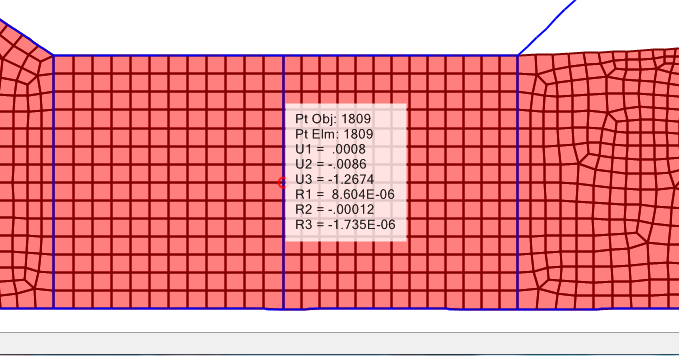 Pt Obj: 1809
Pt Elm: 1809
U1 = .0008
U2 = -.0086
U3 = -1.2674
R1 = 8.604E-06
R2 = -.00012
R3 = -1.735E-06